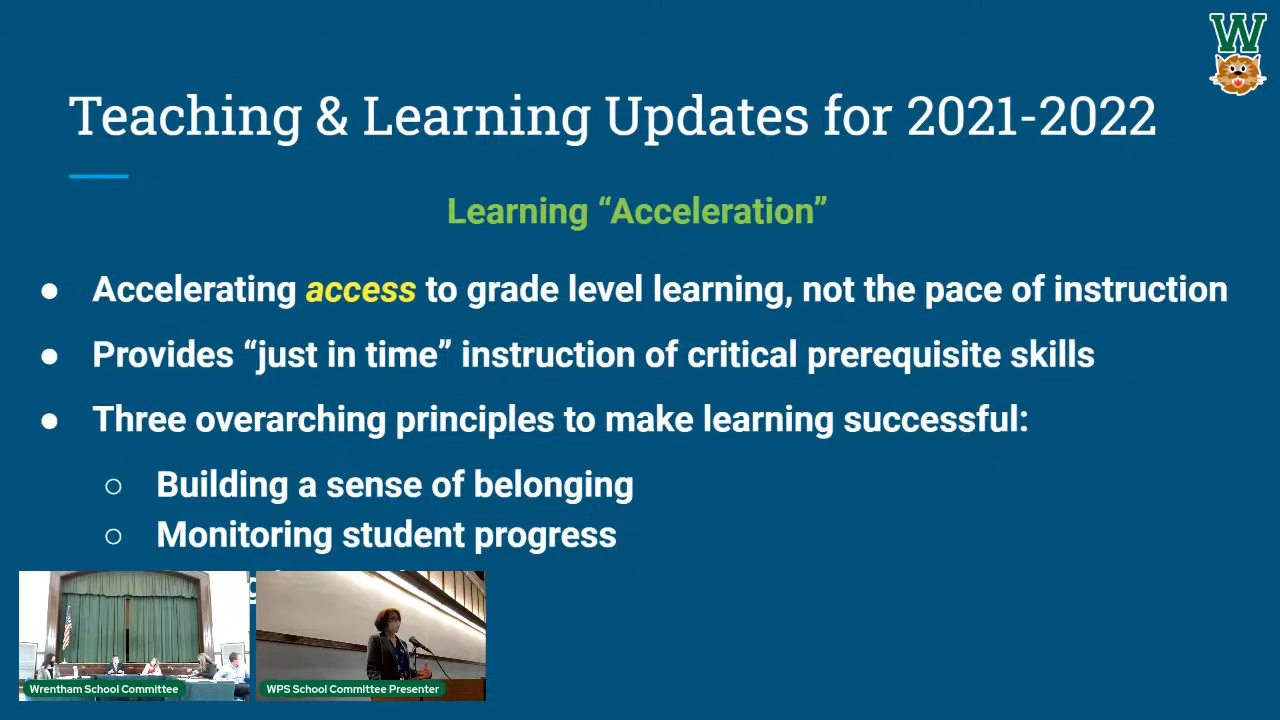 W
Teaching & Learning Updates for 2021-2022
Learning “Acceleration”
● Accelerating access to grade level learning, not the pace of instruction
● Provides “just in time” instruction of critical prerequisite skills
● Three overarching principles to make learning successful:
○ Building a sense of belonging
○ Monitoring student progress
Wrentham School Committee
WPS School Committee Presenter